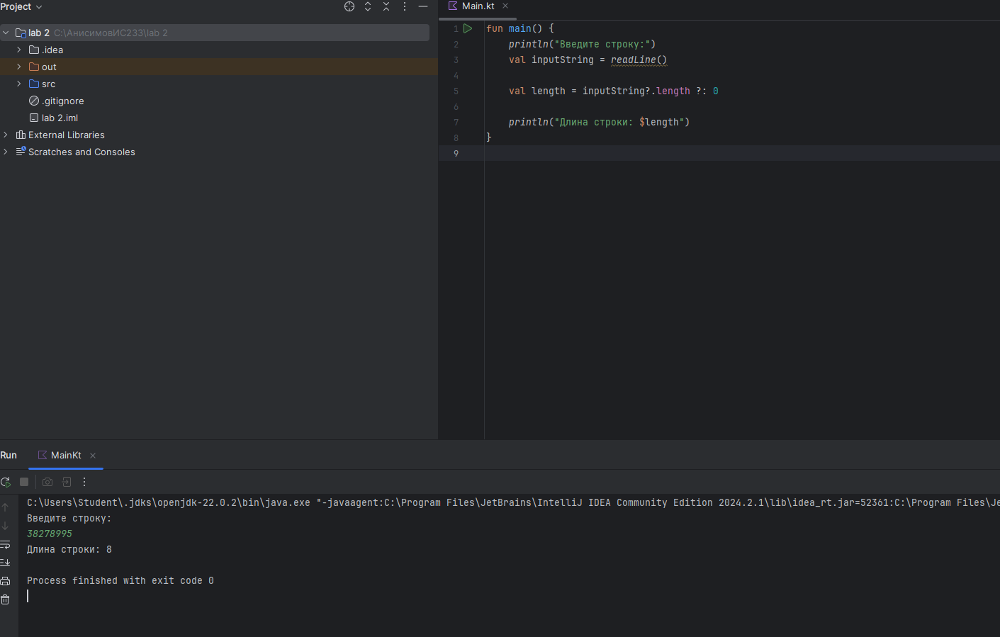 Project
lab 2 C:\АнисимовИС233\lab 2
.idea
out
src
.gitignore
lab 2.iml
External Libraries
Scratches and Consoles
Main.kt
1 fun main() {
2 println("Введите строку:")
3 val inputString = readLine()
4
5 val length = inputString?.length ?: 0
6
7 println("Длина строки: $length")
8 }
9
Run MainKt
C:\Users\Student\.jdks\openjdk-22.0.2\bin\java.exe "-javaagent:C:\Program Files\JetBrains\IntelliJ IDEA Community Edition 2024.2.1\lib\idea_rt.jar=52361:C:\Program Files\Je
Введите строку:
38278995
Длина строки: 8
Process finished with exit code 0